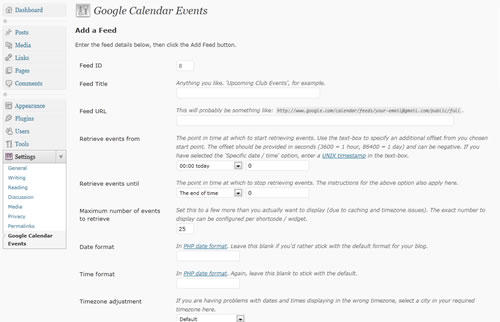 Dashboard
Google Calendar Events
Posts
Media
Links
Pages
Comments
Appearance
Plugins
Users
Tools
Settings
General
Writing
Reading
Discussion
Media
Privacy
Permalinks
Google Calendar
Events
Add a Feed
Enter the feed details below, then click the Add Feed button.
Feed ID
8
Feed Title
Anything you like. 'Upcoming Club Events', for example.
Feed URL
This will probably be something like: http://www.google.com/calendar/feeds/your-email@gmail.com/public/full.
Retrieve events from
The point in time at which to start retrieving events. Use the text-box to specify an additional offset from you chosen
start point. The offset should be provided in seconds (3600 = 1 hour, 86400 = 1 day) and can be negative. If you
have selected the 'Specific date / time' option, enter a UNIX timestamp in the text-box.
00:00 today
0
Retrieve events until
The point in time at which to stop retrieving events. The instructions for the above option also apply here.
The end of time
0
Maximum number of events
to retrieve
Set this to a few more than you actually want to display (due to caching and timezone issues). The exact number to
display can be configured per shortcode / widget.
25
Date format
In PHP date format. Leave this blank if you'd rather stick with the default format for your blog.
Time format
In PHP date format. Again, leave this blank to stick with the default.
Timezone adjustment
If you are having problems with dates and times displaying in the wrong timezone, select a city in your required
timezone here.
Default